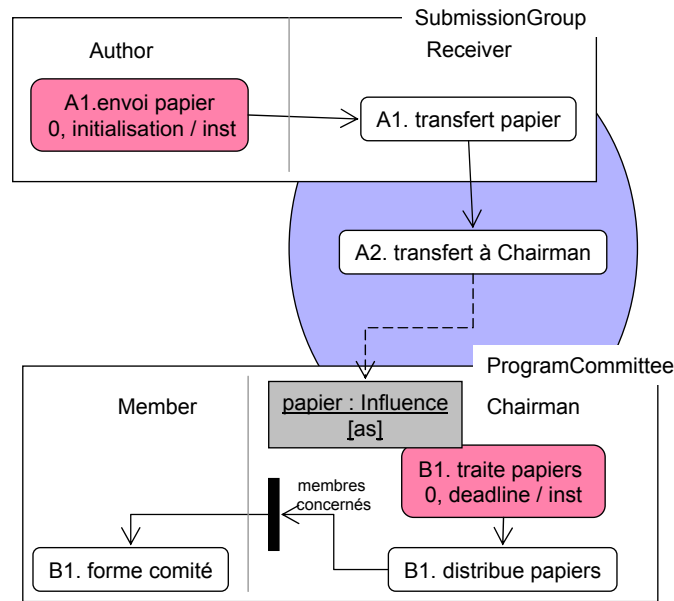 SubmissionGroup
Author
Receiver
A1.envoi papier
0, initialisation / inst
A1. transfert papier
A2. transfert à Chairman
ProgramCommittee
Member
papier : Influence
[as]
Chairman
B1. traite papiers
0, deadline / inst
membres
concernés
B1. forme comité
B1. distribue papiers